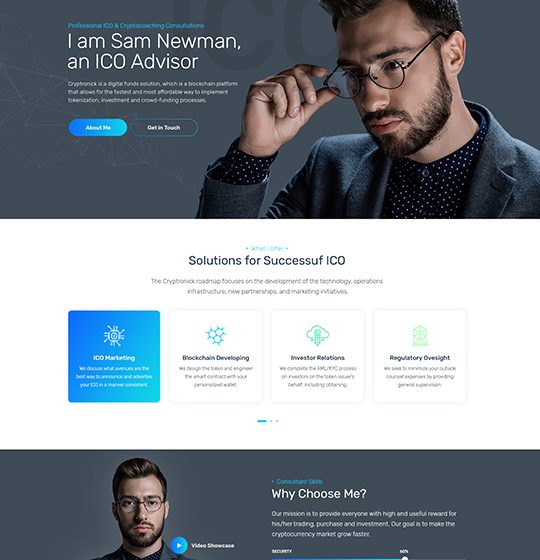 ICO
Professional ICO & Cryptocoaching Consultations
I am Sam Newman,
an ICO Advisor
Cryptronick is a digital funds solution, which is a blockchain platform
that allows for the fastest and most affordable way to implement
tokenization, investment and crowd-funding processes.
About Me
Get in Touch
What I Offer
Solutions for Successuf ICO
The Cryptronick roadmap focuses on the development of the technology, operations
infrastructure, new partnerships, and marketing initiatives.
ICO Marketing
We discuss what avenues are the
best way to announce and advertise
your ICO in a manner consistent.
Blockchain Developing
We design the token and engineer
the smart contract with your
personalized wallet.
Investor Relations
We complete the AML/KYC process
on investors on the token issuer's
behalf, including obtaining.
Regulatory Ovesight
We seek to minimize your outside
counsel expenses by providing
general supervision.
Video Showcase
Consultant Skills
Why Choose Me?
Our mission is to provide everyone with high and useful reward for
his/her trading, purchase and investment. Our goal is to make the
cryptocurrency market grow faster.
SECURITY
60%